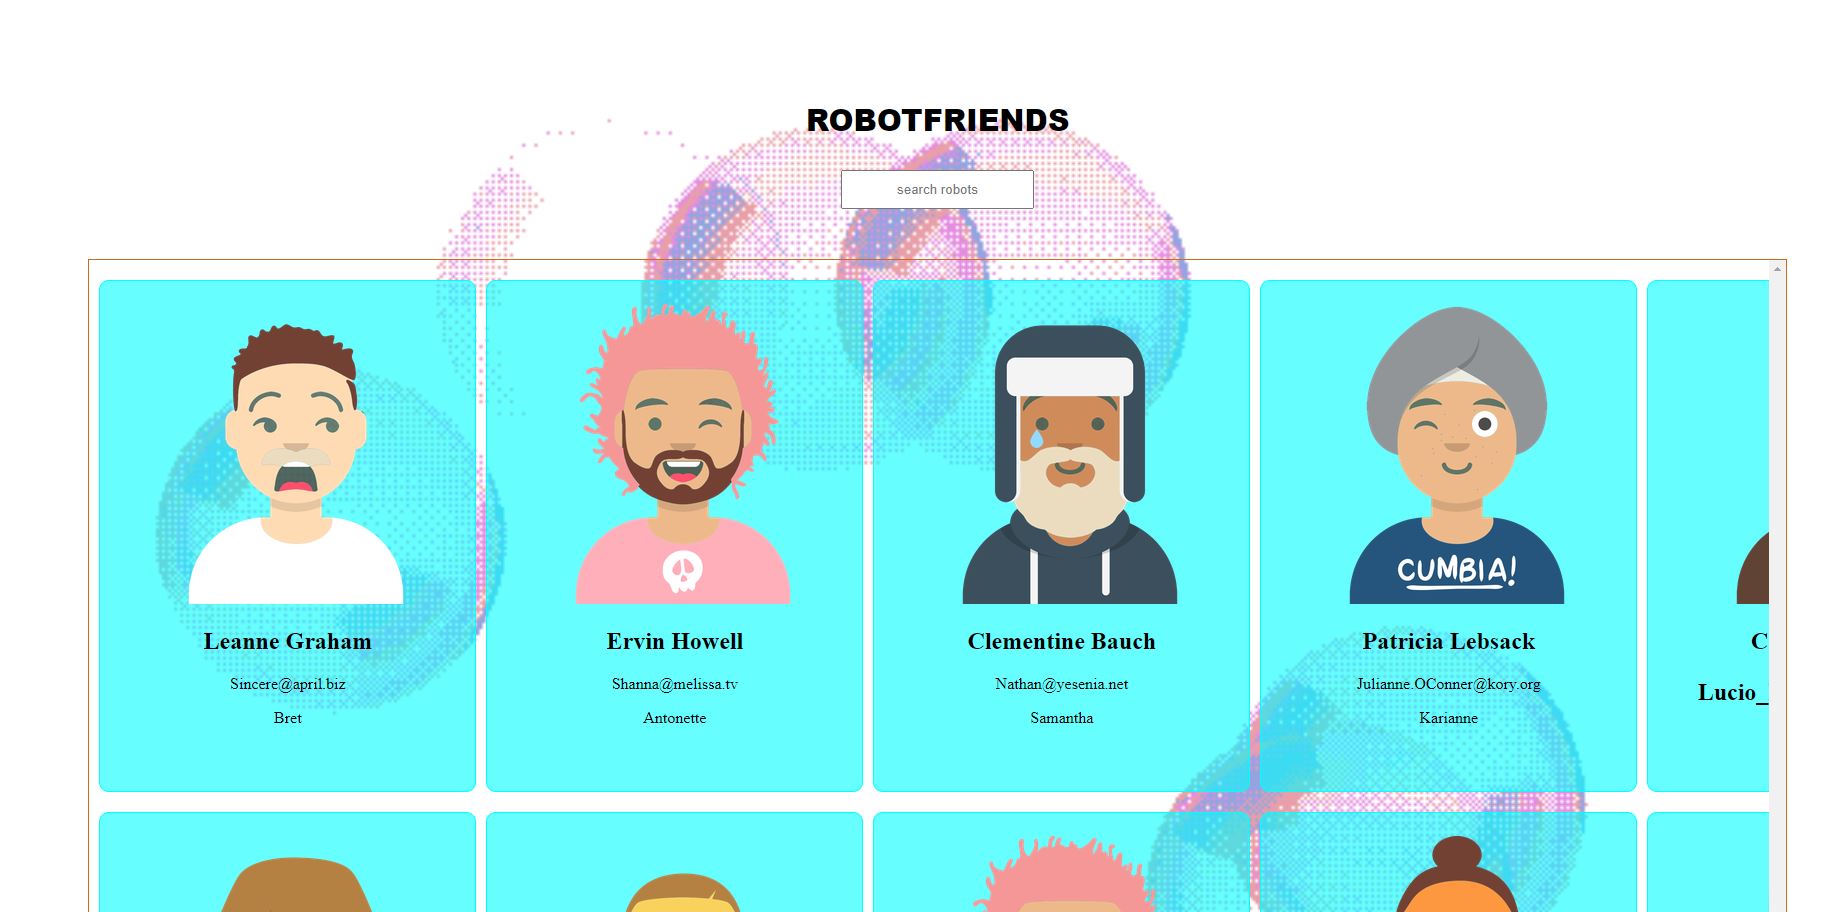 ROBOTFRIENDS
search robots
CUMBIA!
Leanne Graham
Sincere@april.biz
Bret
Ervin Howell
Shanna@melissa.tv
Antonette
Clementine Bauch
Nathan@yesenia.net
Samantha
Patricia Lebsack
Julianne.OConner@kory.org
Karianne
C
Lucio_